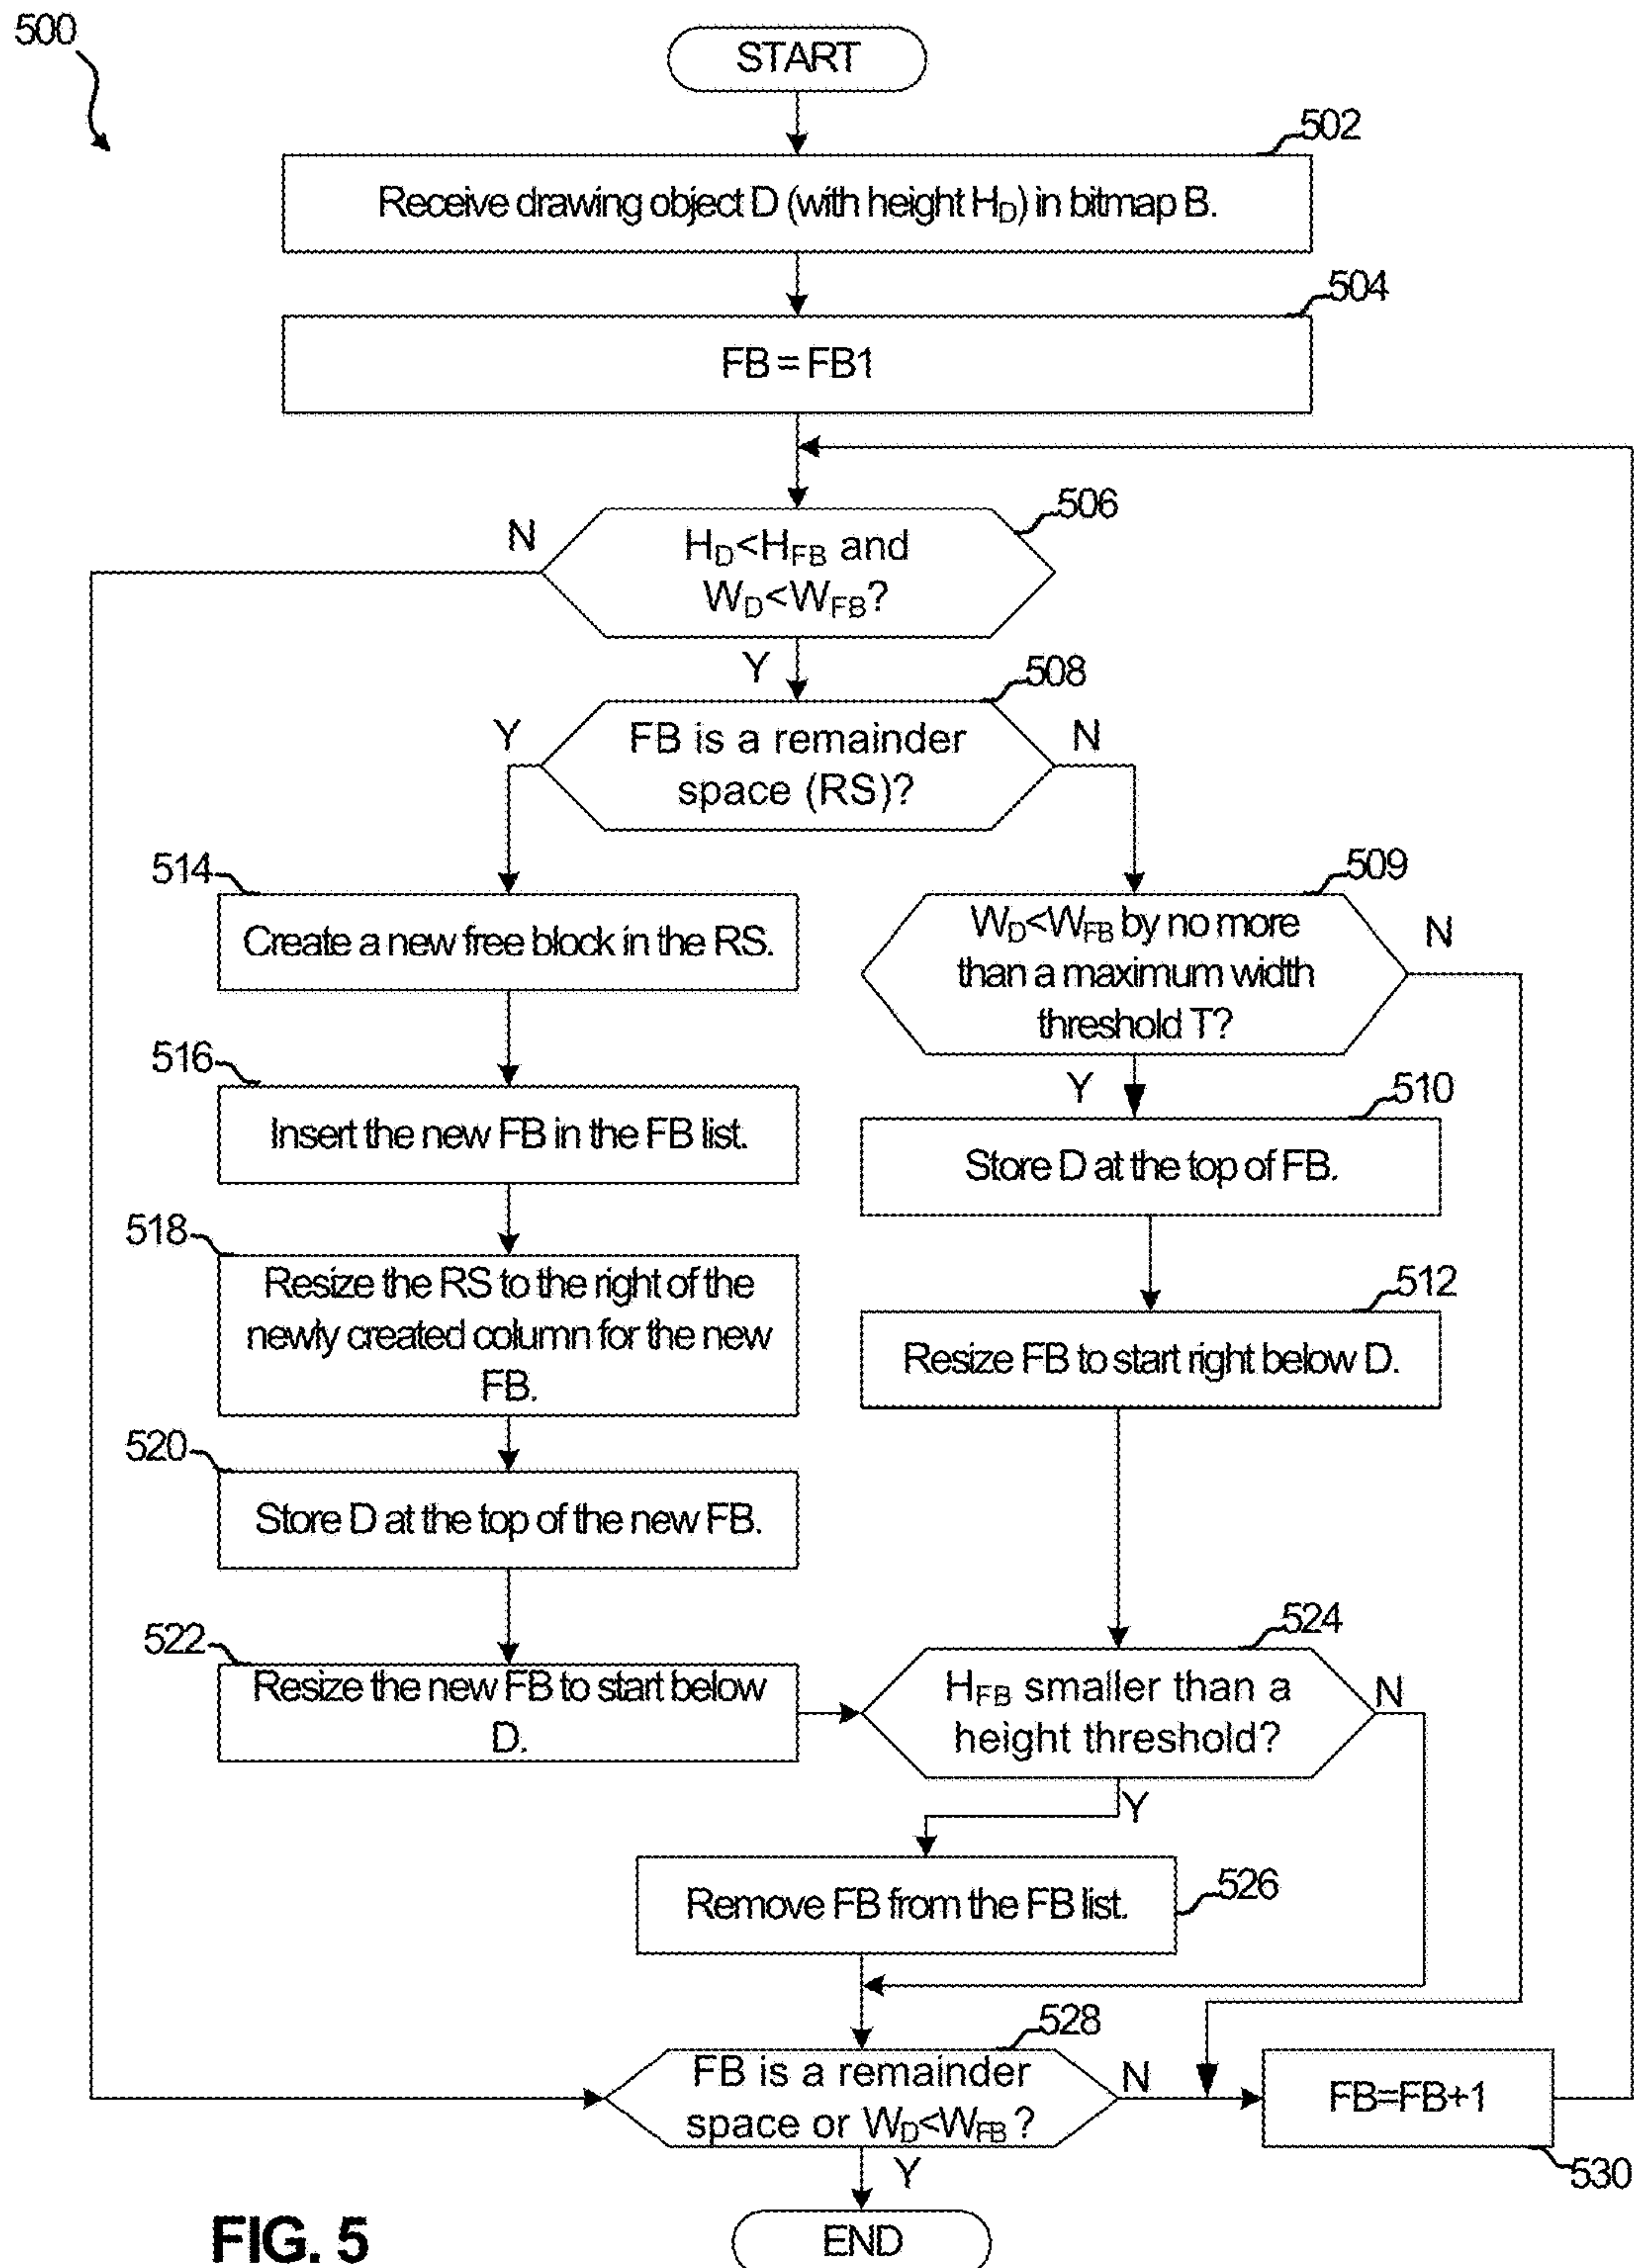 500
START
502
Receive drawing object D (with height HD) in bitmap B.
504
FB = FB1
506
N
HD<HFB and
WD<WFB?
Y
508
Y
FB is a remainder
space (RS)?
N
514
Create a new free block in the RS.
509
WD<WFB by no more
than a maximum width
threshold T?
N
Y
516
Insert the new FB in the FB list.
510
Store D at the top of FB.
518
Resize the RS to the right of the
newly created column for the new
FB.
512
Resize FB to start right below D.
520
Store D at the top of the new FB.
522
Resize the new FB to start below
D.
524
HFB smaller than a
height threshold?
N
Y
Remove FB from the FB list.
526
528
FB is a remainder
space or WD<WFB ?
N
FB=FB+1
530
Y
END
FIG. 5